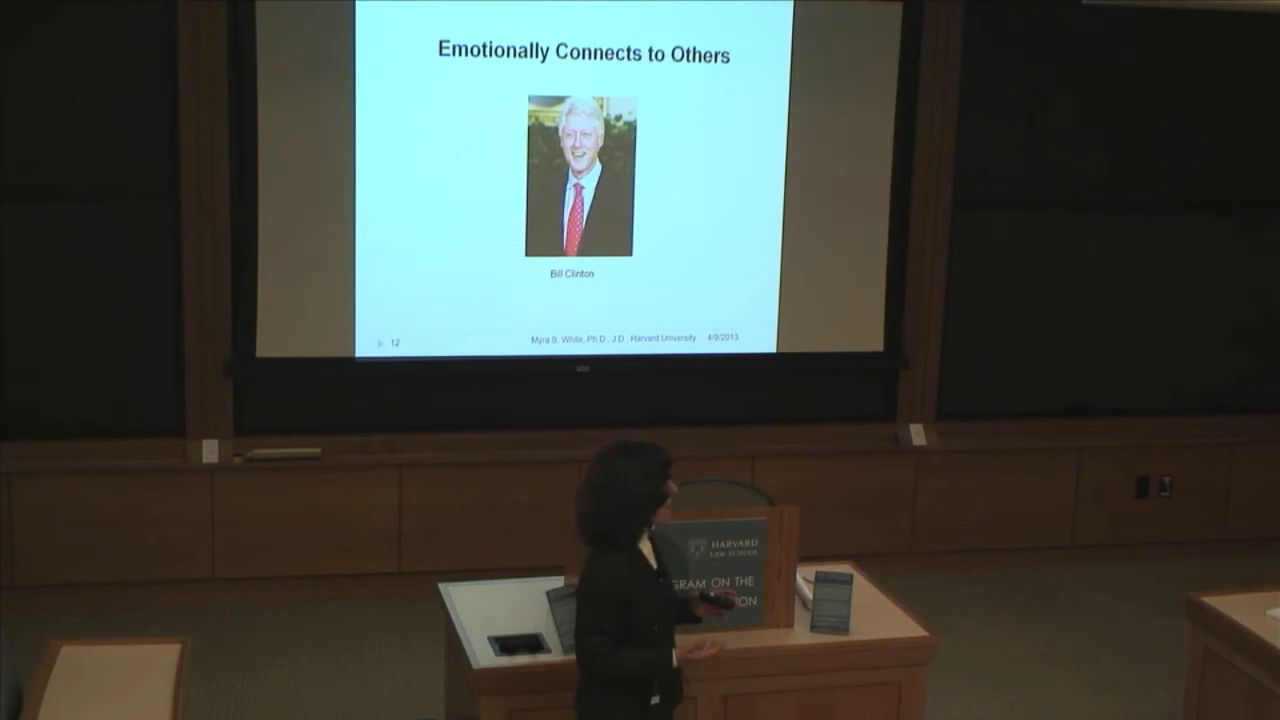 Emotionally Connects to Others
Bill Clinton
12
Myra S. White, Ph.D., J.D., Harvard University 4/9/2013
HARVARD
LAW SCHOOL
GRAM ON THE
ION